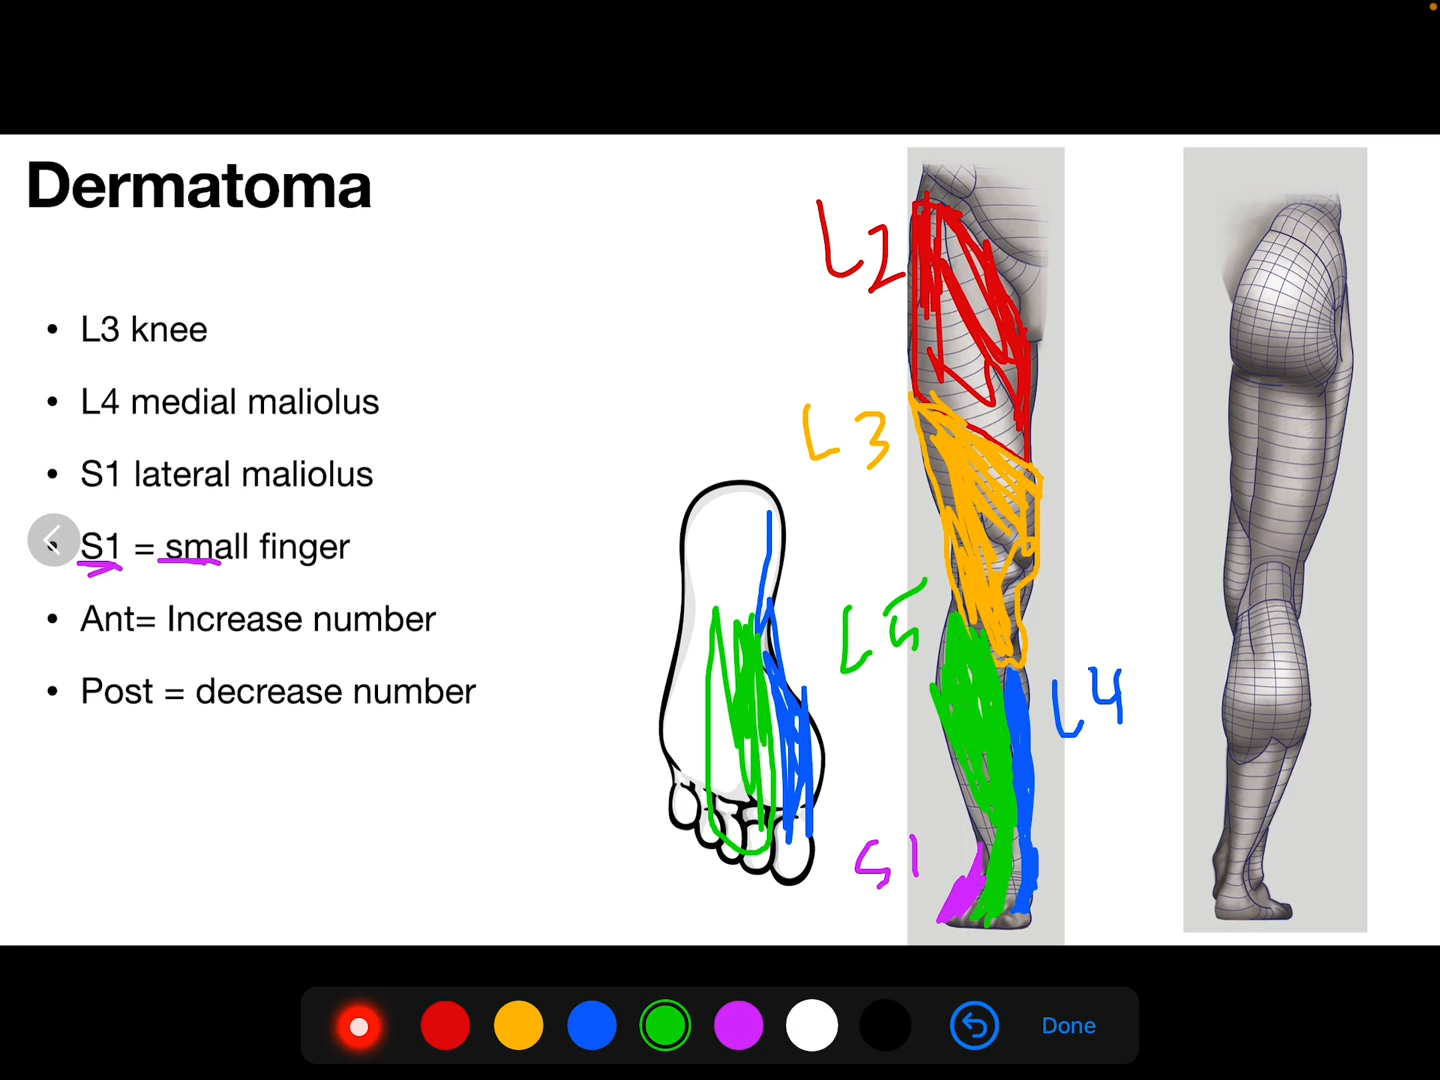 Dermatoma
• L3 knee
• L4 medial maliolus
• S1 lateral maliolus
• S1 = small finger
• Ant= Increase number
• Post = decrease number
L2
L3
L5
L4
S1
Done